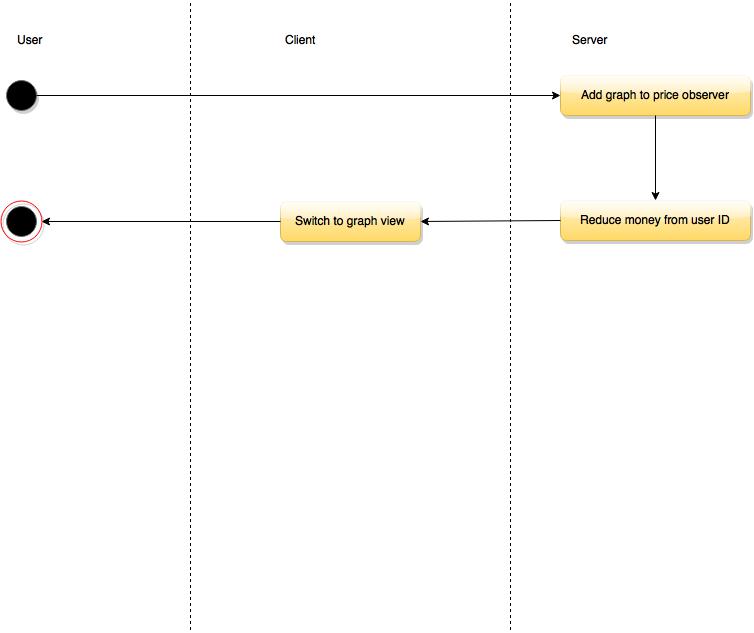 User
Client
Server
Add graph to price observer
Switch to graph view
Reduce money from user ID